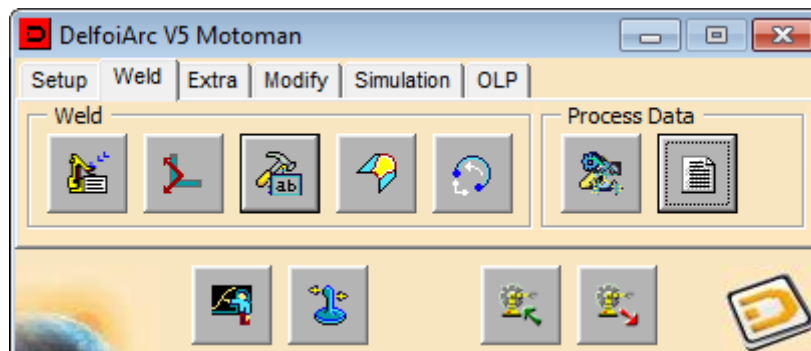 DelfoiArc V5 Motoman
Setup Weld Extra Modify Simulation OLP
Weld Process Data
ab